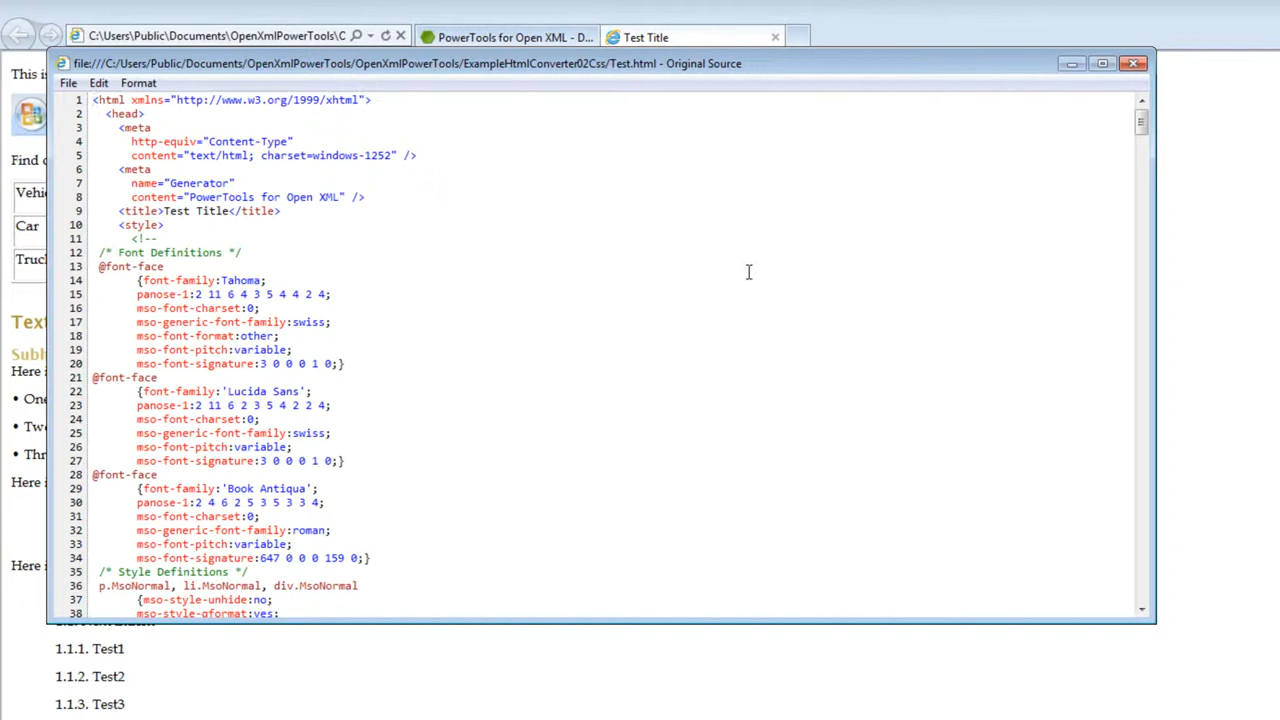 C:\Users\Public\Documents\OpenXmlPowerTools\C
PowerTools for Open XML - D...
Test Title
file:///C:/Users/Public/Documents/OpenXmlPowerTools/OpenXmlPowerTools/ExampleHtmlConverter02Css/Test.html - Original Source
File Edit Format
1 <html xmlns="http://www.w3.org/1999/xhtml">
2 <head>
3 <meta
4 http-equiv="Content-Type"
5 content="text/html; charset=windows-1252" />
6 <meta
7 name="Generator"
8 content="PowerTools for Open XML" />
9 <title>Test Title</title>
10 <style>
11 <!--
12 /* Font Definitions */
13 @font-face
14 {font-family:Tahoma;
15 panose-1:2 11 6 4 3 5 4 4 2 4;
16 mso-font-charset:0;
17 mso-generic-font-family:swiss;
18 mso-font-format:other;
19 mso-font-pitch:variable;
20 mso-font-signature:3 0 0 0 1 0;}
21 @font-face
22 {font-family:'Lucida Sans';
23 panose-1:2 11 6 2 3 5 4 2 2 4;
24 mso-font-charset:0;
25 mso-generic-font-family:swiss;
26 mso-font-pitch:variable;
27 mso-font-signature:3 0 0 0 1 0;}
28 @font-face
29 {font-family:'Book Antiqua';
30 panose-1:2 4 6 2 5 3 5 3 3 4;
31 mso-font-charset:0;
32 mso-generic-font-family:roman;
33 mso-font-pitch:variable;
34 mso-font-signature:647 0 0 0 159 0;}
35 /* Style Definitions */
36 p.MsoNormal, li.MsoNormal, div.MsoNormal
37 {mso-style-unhide:no;
38 mso-style-qformat:yes;
This is
Find
Vehi
Car
Truc
Text
Subh
Here i
• One
• Tw
• Thr
Here i
Here i
1.1.1. Test1
1.1.2. Test2
1.1.3. Test3